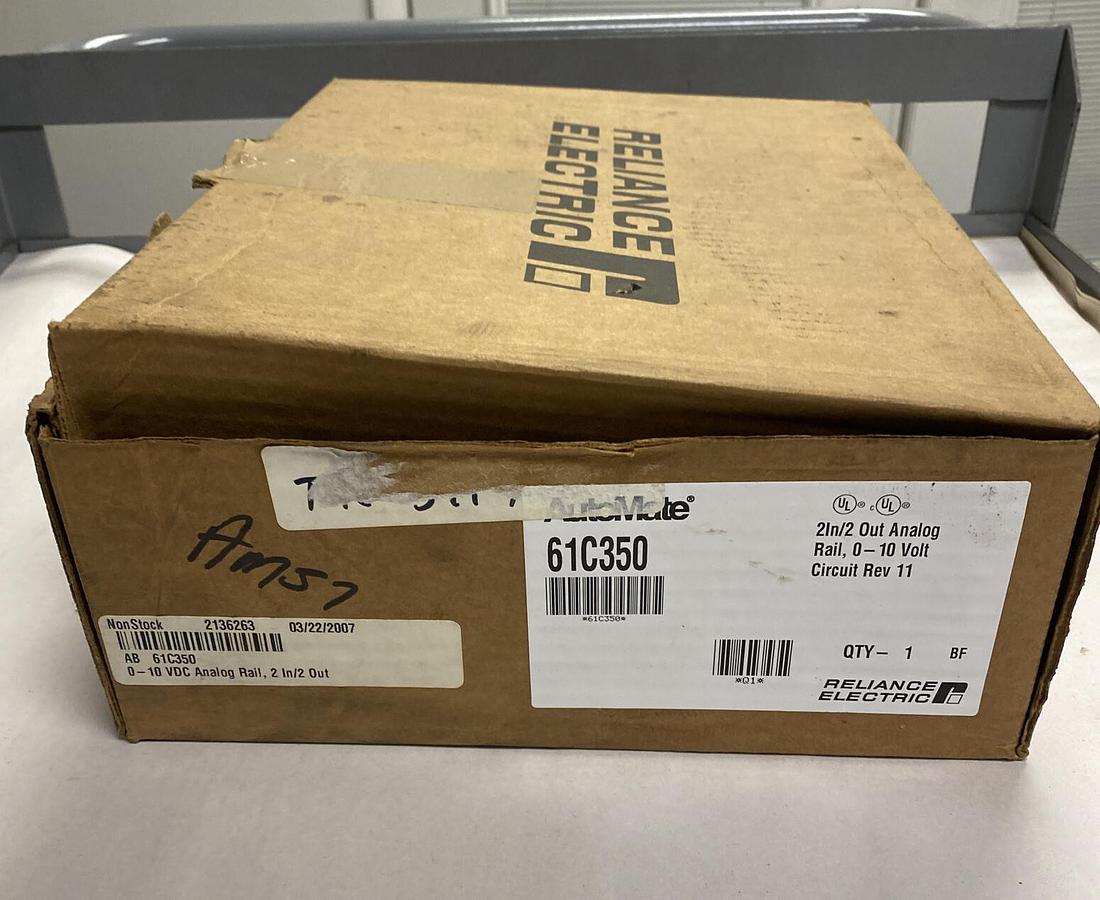 RELIANCE
ELECTRIC
AutoMate®
61C350
*61C350*
UL ® c UL ®
2In/2 Out Analog
Rail, 0–10 Volt
Circuit Rev 11
*Q1*
QTY– 1 BF
RELIANCE
ELECTRIC
NonStock 2136263 03/22/2007
AB 61C350
0–10 VDC Analog Rail, 2 In/2 Out